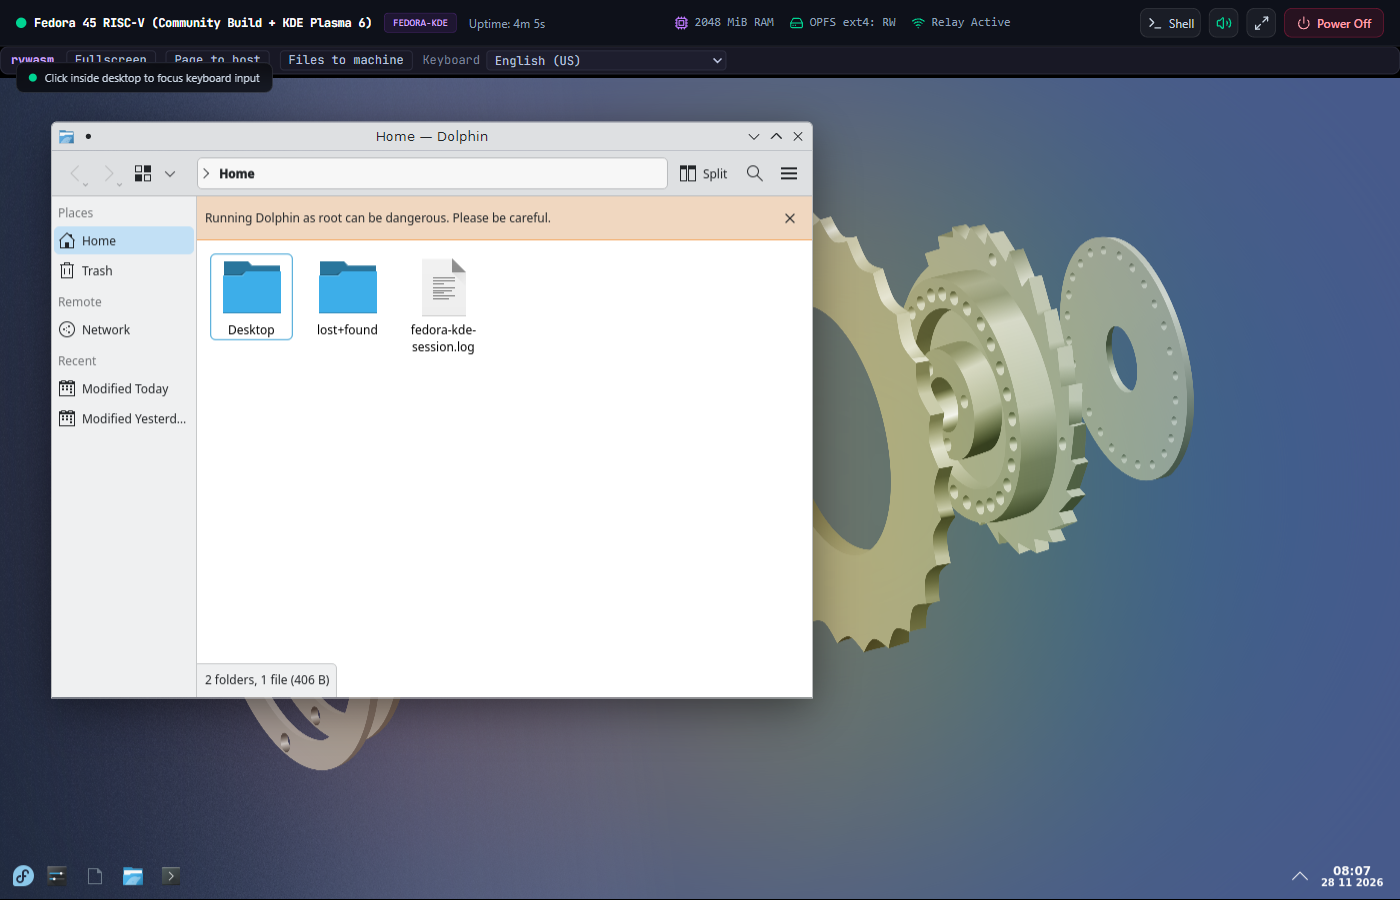 Fedora 45 RISC-V (Community Build + KDE Plasma 6)
FEDORA-KDE
Uptime: 4m 5s
2048 MiB RAM
OPFS ext4: RW
Relay Active
Shell
Power Off
rvwasm
Fullscreen
Page to host
Files to machine
Keyboard
English (US)
Click inside desktop to focus keyboard input
Home — Dolphin
Home
Split
Places
Home
Trash
Remote
Network
Recent
Modified Today
Modified Yesterd...
Running Dolphin as root can be dangerous. Please be careful.
Desktop
lost+found
fedora-kde-
session.log
2 folders, 1 file (406 B)
08:07
28 11 2026